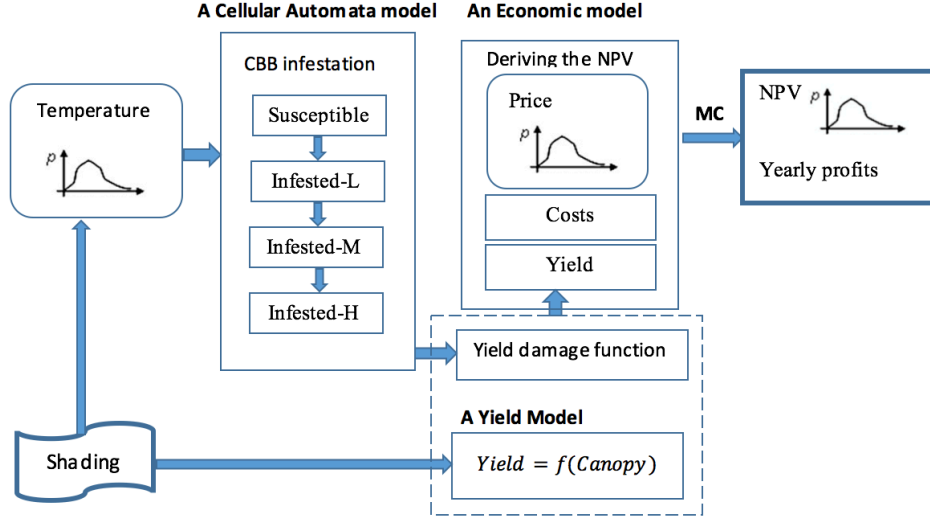 A Cellular Automata model
An Economic model
Temperature
p
CBB infestation
Susceptible
Infested-L
Infested-M
Infested-H
Deriving the NPV
Price
p
Costs
Yield
MC
NPV
p
Yearly profits
Yield damage function
A Yield Model
Yield = f(Canopy)
Shading